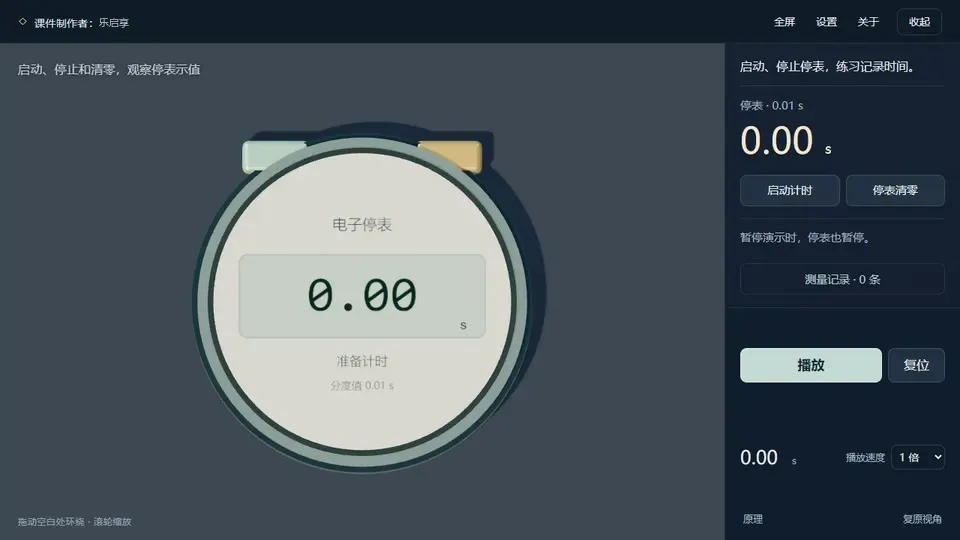 课件制作者：乐启享
全屏
设置
关于
收起
启动、停止和清零，观察停表示值
电子停表
0.00
s
准备计时
分度值 0.01 s
拖动空白处环绕 · 滚轮缩放
启动、停止停表，练习记录时间。
停表 · 0.01 s
0.00 s
启动计时
停表清零
暂停演示时，停表也暂停。
测量记录 · 0 条
播放
复位
0.00 s
播放速度
1 倍
原理
复原视角